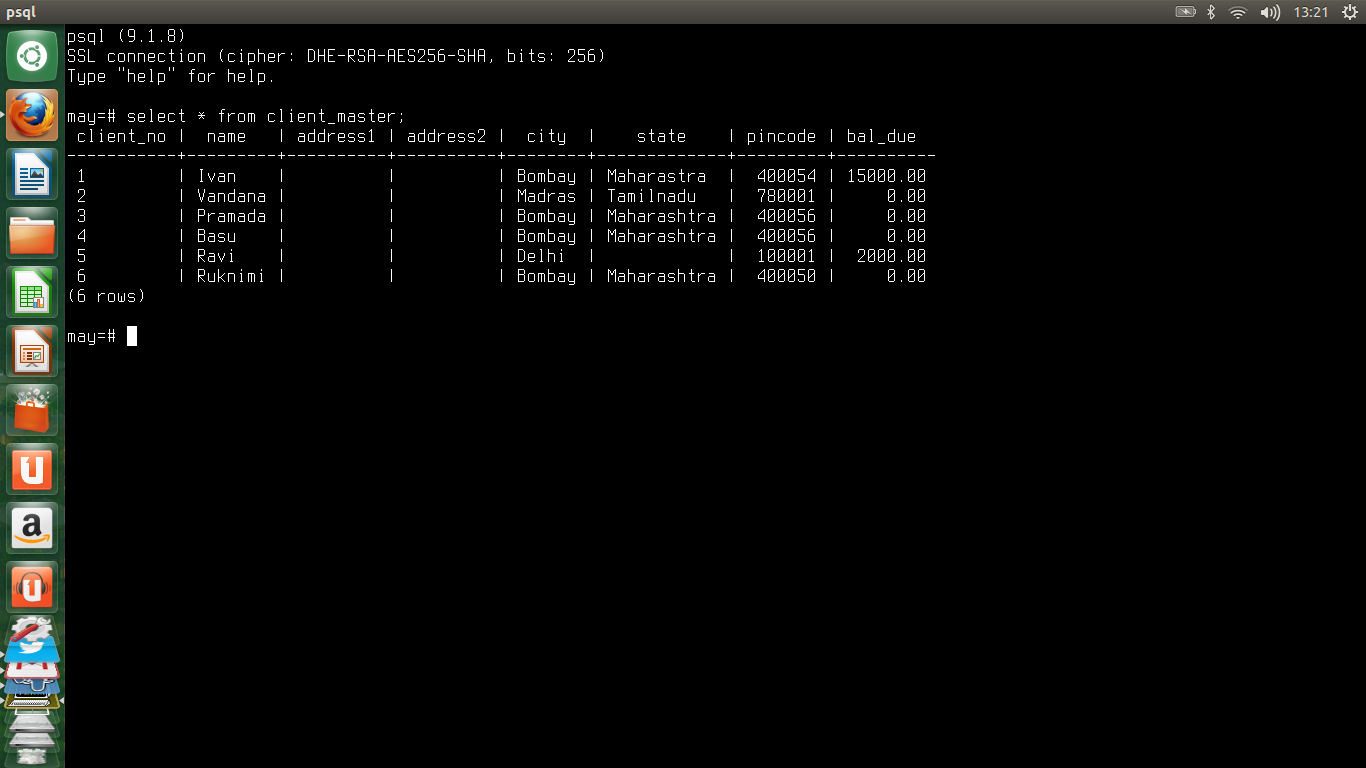 psql
13:21
psql (9.1.8)
SSL connection (cipher: DHE-RSA-AES256-SHA, bits: 256)
Type "help" for help.
may=# select * from client_master;
 client_no |  name   | address1 | address2 |  city  |    state    | pincode | bal_due
-----------+---------+----------+----------+--------+-------------+---------+----------
 1         | Ivan    |          |          | Bombay | Maharastra  |  400054 | 15000.00
 2         | Vandana |          |          | Madras | Tamilnadu   |  780001 |     0.00
 3         | Pramada |          |          | Bombay | Maharashtra |  400056 |     0.00
 4         | Basu    |          |          | Bombay | Maharashtra |  400056 |     0.00
 5         | Ravi    |          |          | Delhi  |             |  100001 |  2000.00
 6         | Ruknimi |          |          | Bombay | Maharashtra |  400050 |     0.00
(6 rows)
may=#